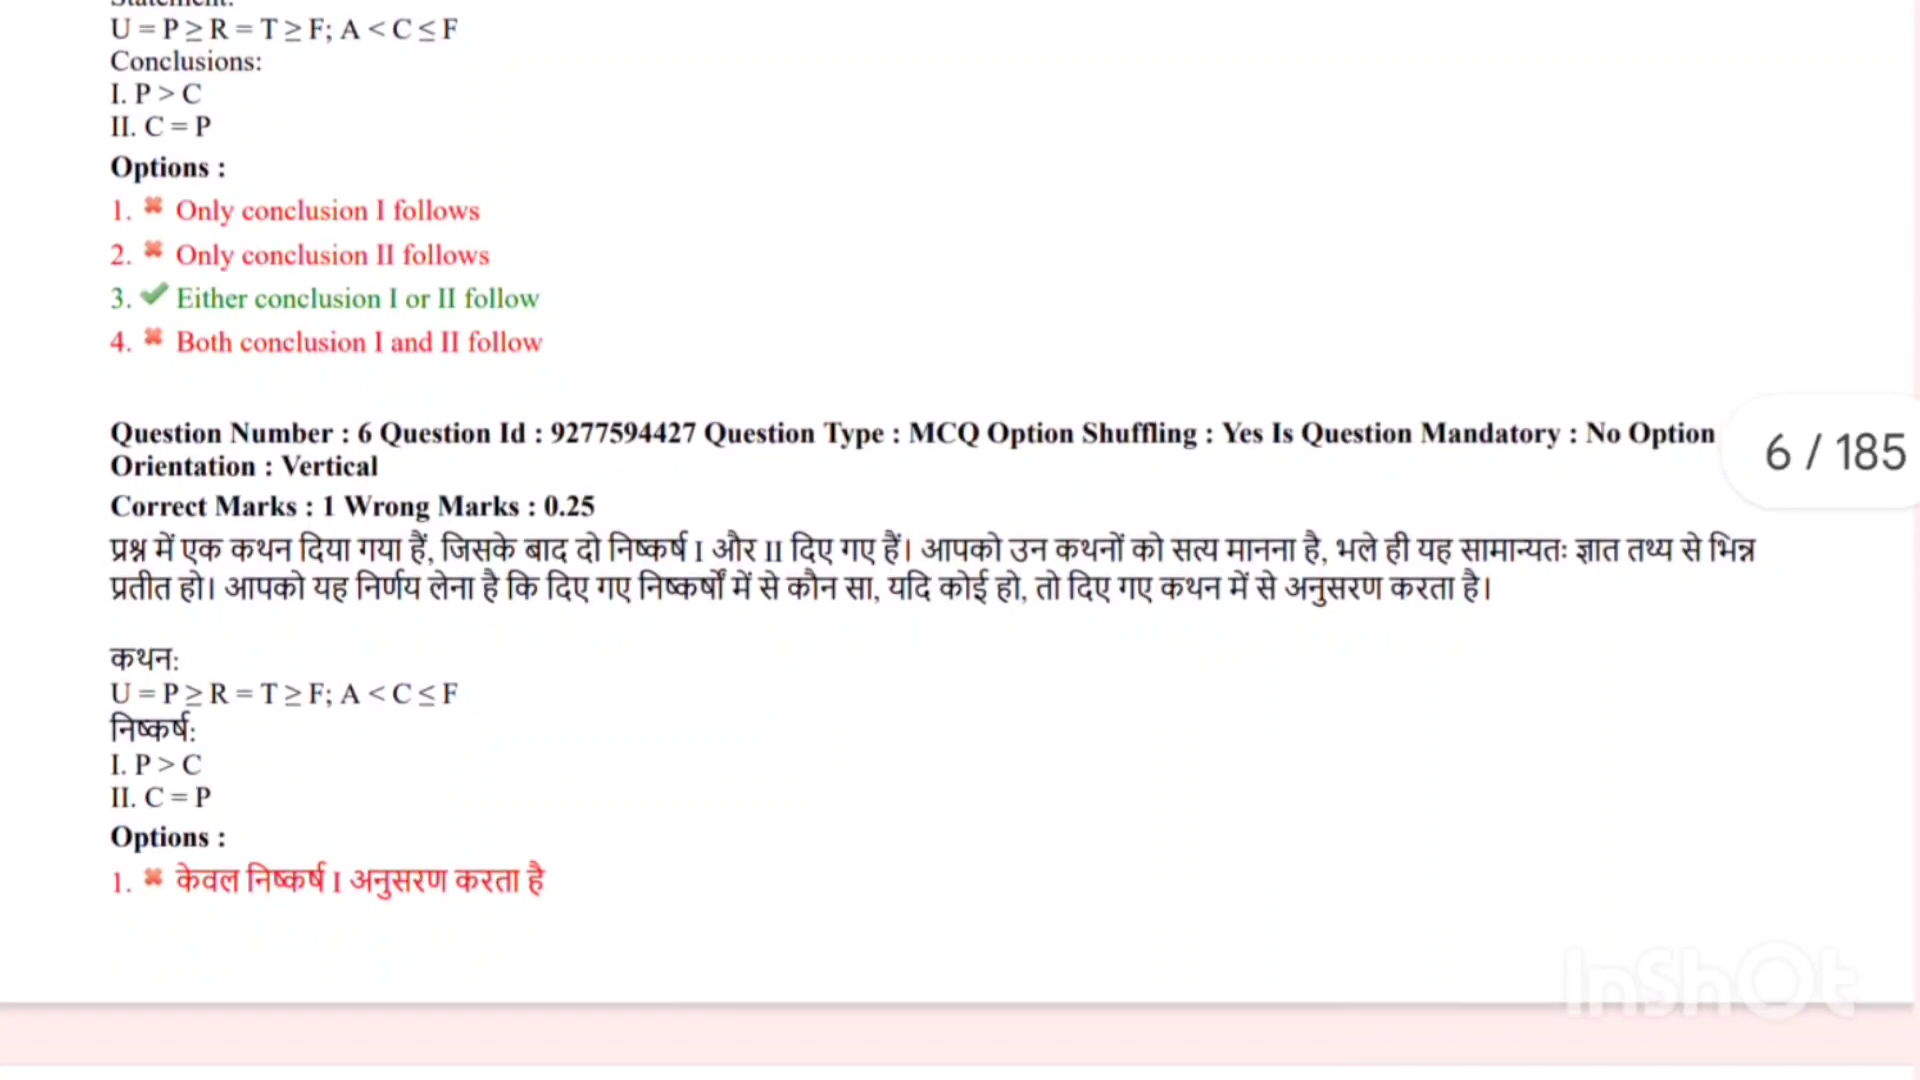 Statement:
U = P ≥ R = T ≥ F; A < C ≤ F
Conclusions:
I. P > C
II. C = P
Options :
1. ✖ Only conclusion I follows
2. ✖ Only conclusion II follows
3. ✔ Either conclusion I or II follow
4. ✖ Both conclusion I and II follow
Question Number : 6 Question Id : 9277594427 Question Type : MCQ Option Shuffling : Yes Is Question Mandatory : No Option
Orientation : Vertical
6 / 185
Correct Marks : 1 Wrong Marks : 0.25
प्रश्न में एक कथन दिया गया हैं, जिसके बाद दो निष्कर्ष I और II दिए गए हैं। आपको उन कथनों को सत्य मानना है, भले ही यह सामान्यतः ज्ञात तथ्य से भिन्न
प्रतीत हो। आपको यह निर्णय लेना है कि दिए गए निष्कर्षों में से कौन सा, यदि कोई हो, तो दिए गए कथन में से अनुसरण करता है।
कथन:
U = P ≥ R = T ≥ F; A < C ≤ F
निष्कर्ष:
I. P > C
II. C = P
Options :
1. ✖ केवल निष्कर्ष I अनुसरण करता है
InShOt